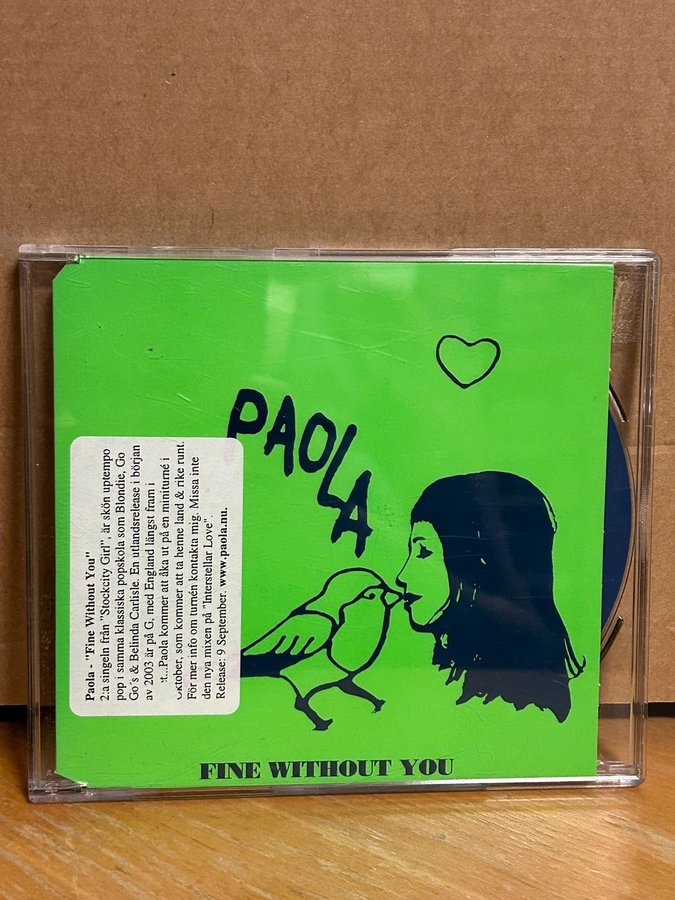 PAOLA
Paola - "Fine Without You"
2:a singeln från "Stockcity Girl", är skön uptempo
pop i samma klassiska popskola som Blondie, Go
Go´s & Belinda Carlisle. En utlandsrelease i början
av 2003 är på G, med England längst fram i
t...Paola kommer att åka ut på en miniturné i
oktober, som kommer att ta henne land & rike runt.
För mer info om turnén kontakta mig. Missa inte
den nya mixen på "Interstellar Love".
Release: 9 September. www.paola.nu.
FINE WITHOUT YOU